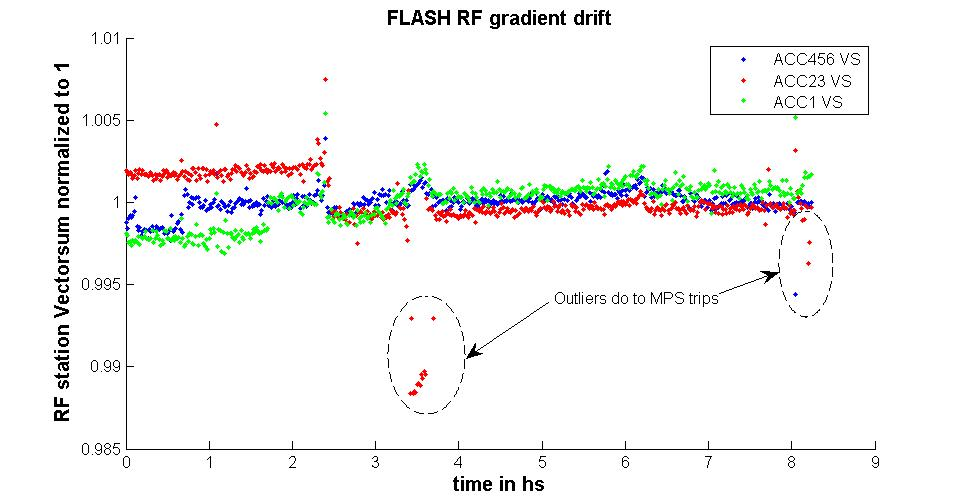 FLASH RF gradient drift
RF station Vectorsum normalized to 1
1.01
1.005
1
0.995
0.99
0.985
ACC456 VS
ACC23 VS
ACC1 VS
Outliers do to MPS trips
0 1 2 3 4 5 6 7 8 9
time in hs